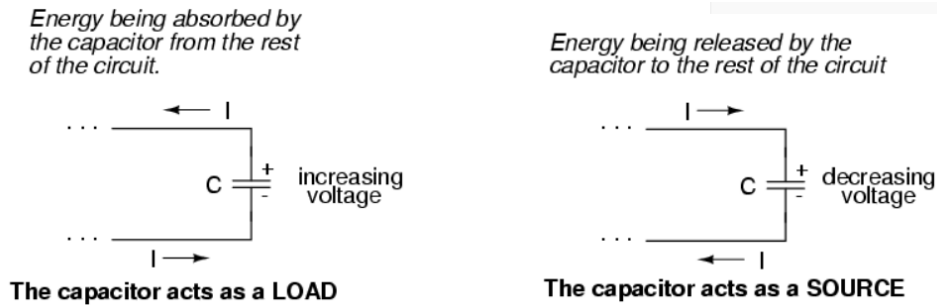 Energy being absorbed by
the capacitor from the rest
of the circuit.
I
. . .
C
+
-
increasing
voltage
. . .
I
The capacitor acts as a LOAD
Energy being released by the
capacitor to the rest of the circuit
I
. . .
C
+
-
decreasing
voltage
. . .
I
The capacitor acts as a SOURCE